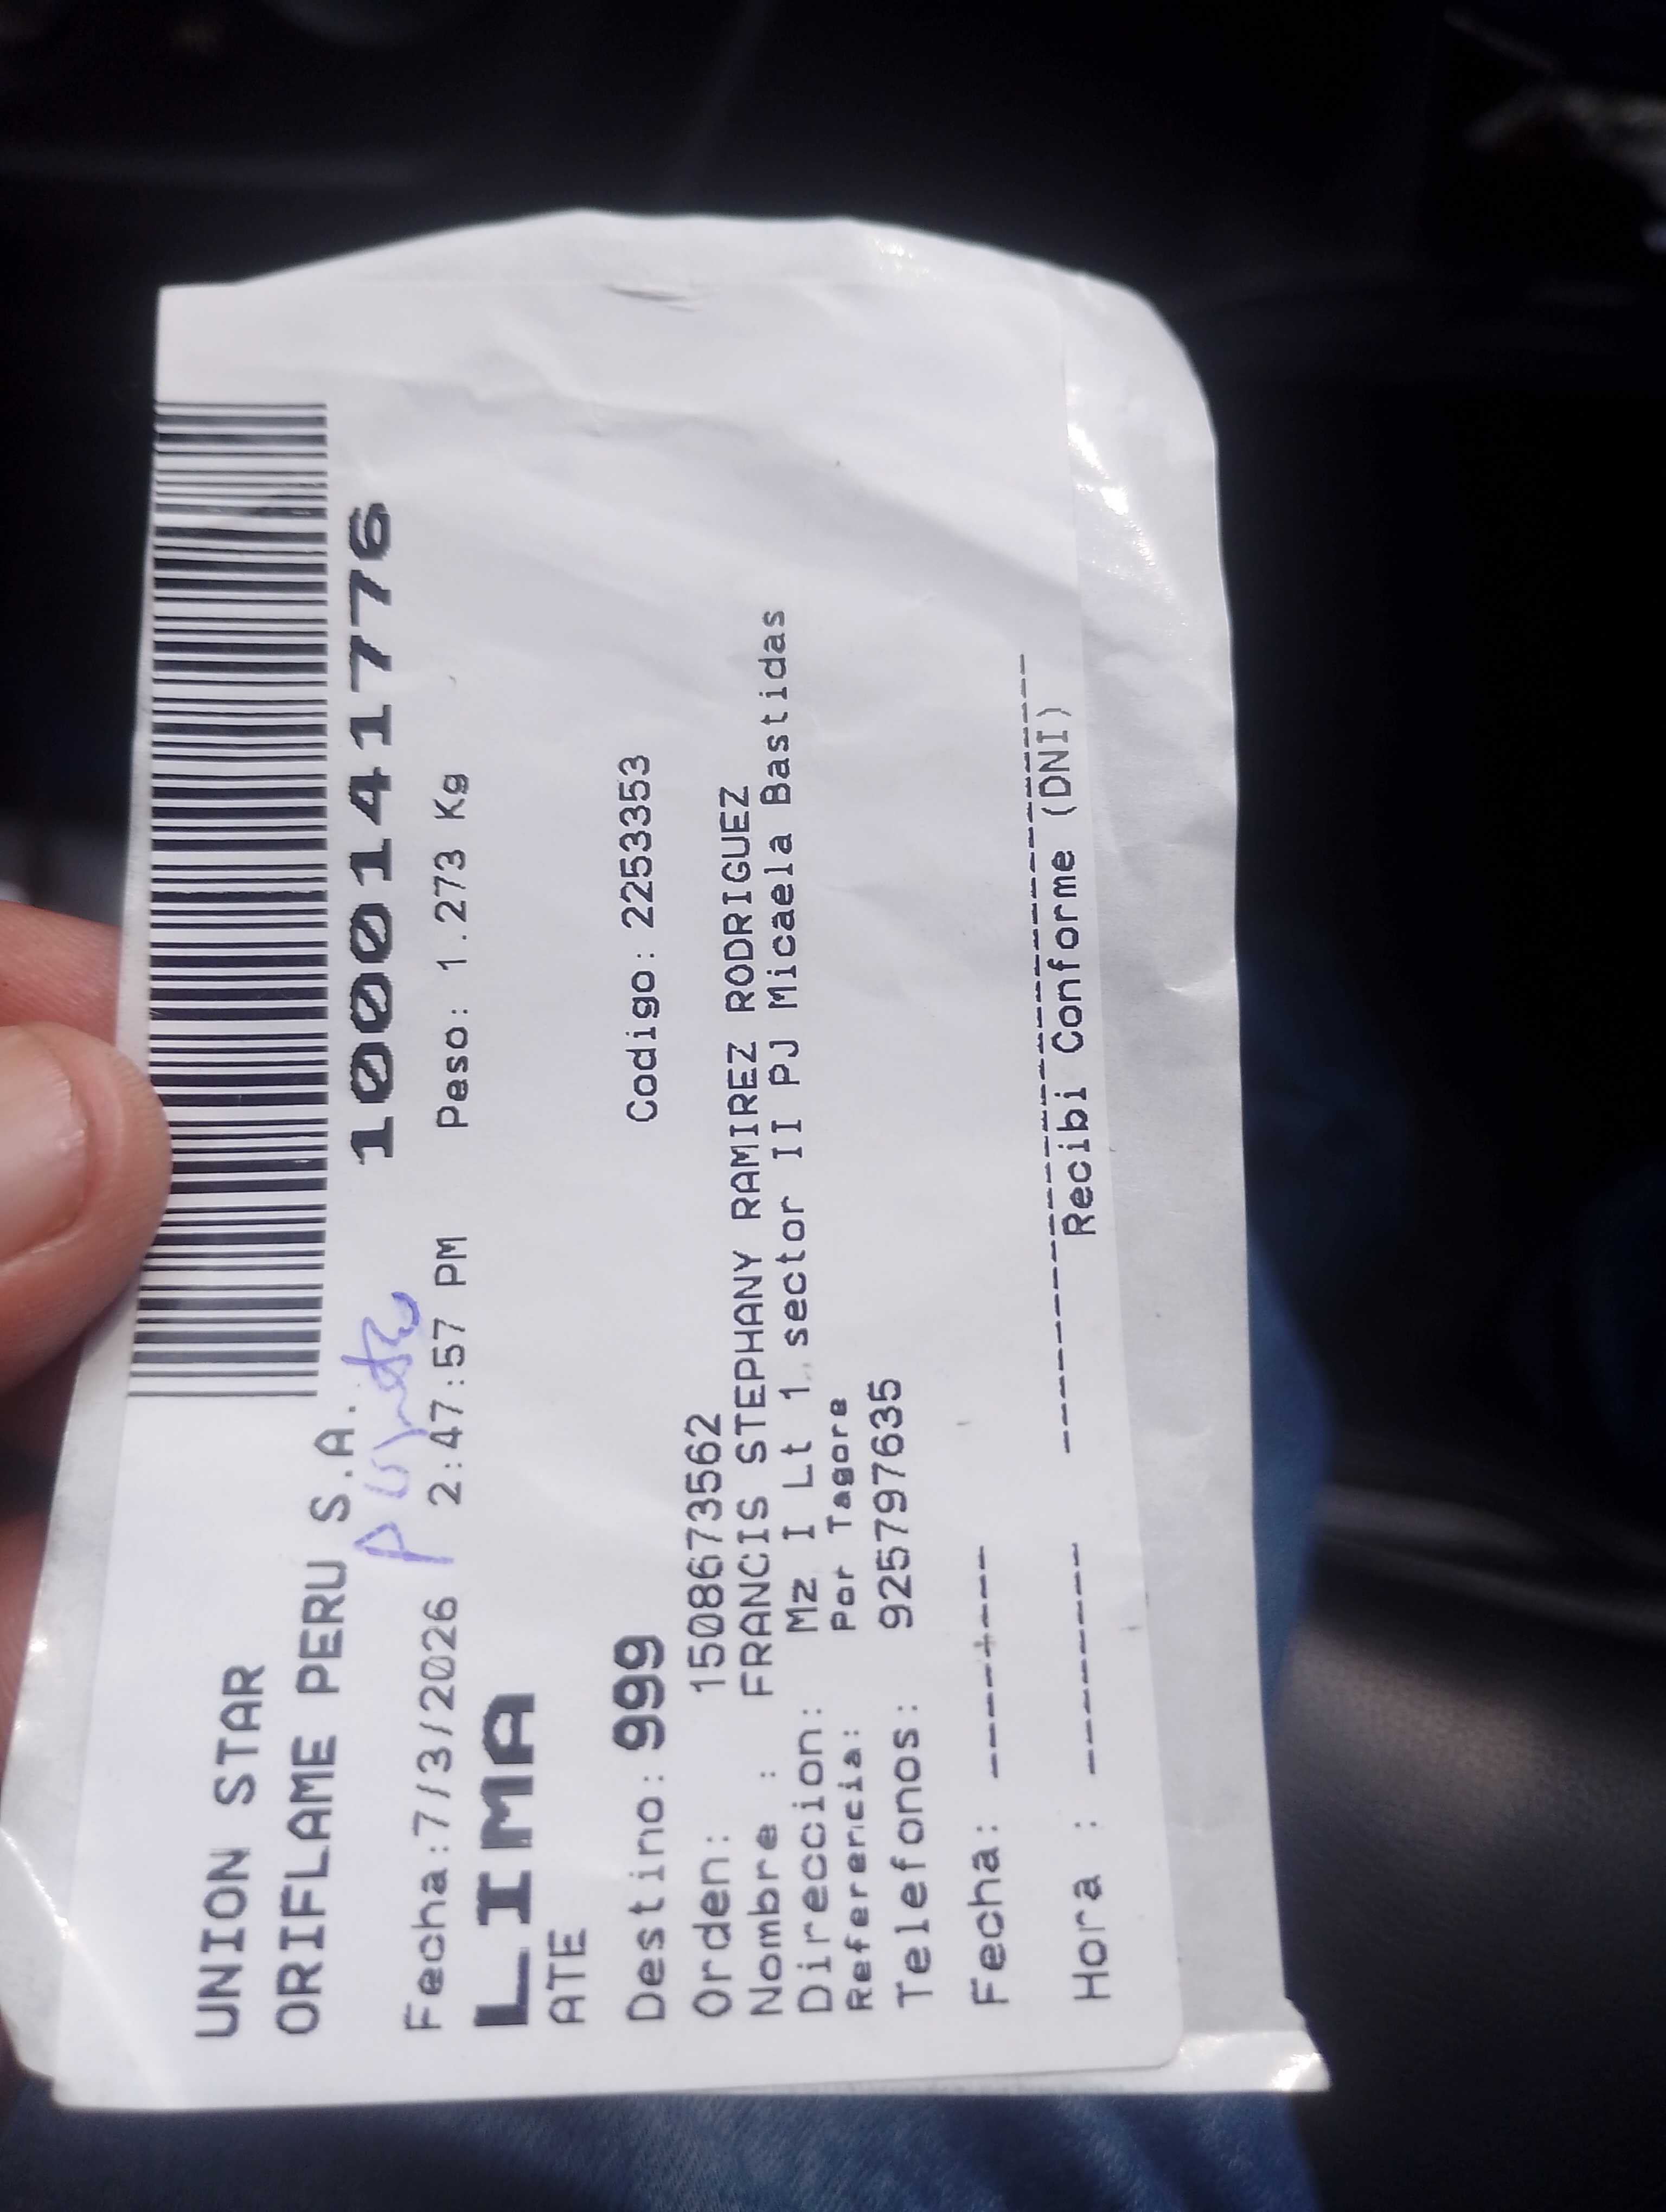 UNION STAR
ORIFLAME PERU S.A.
1000141776
Fecha:7/3/2026 2:47:57 PM Peso: 1.273 Kg
LIMA
ATE
Destino: 999 Codigo: 2253353
Orden: 1508673562
Nombre : FRANCIS STEPHANY RAMIREZ RODRIGUEZ
Direccion: Mz I Lt 1 sector II PJ Micaela Bastidas
Referencia: Por Tagore
Telefonos: 925797635
Fecha:
Hora :
Recibi Conforme (DNI)